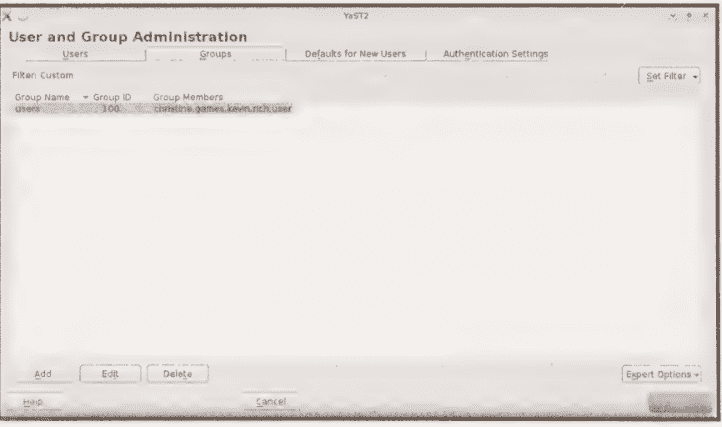 YaST2
User and Group Administration
Users Groups Defaults for New Users Authentication Settings
Filter: Custom Set Filter
Group Name Group ID Group Members
users 100 christine,games,kevin,rich,user
Add Edit Delete Expert Options
Help Cancel